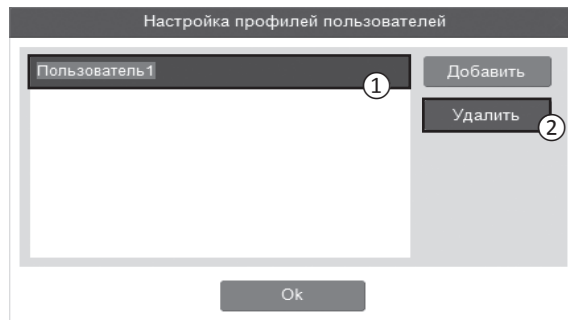 Настройка профилей пользователей
Пользователь1
1
Добавить
Удалить
2
Ok